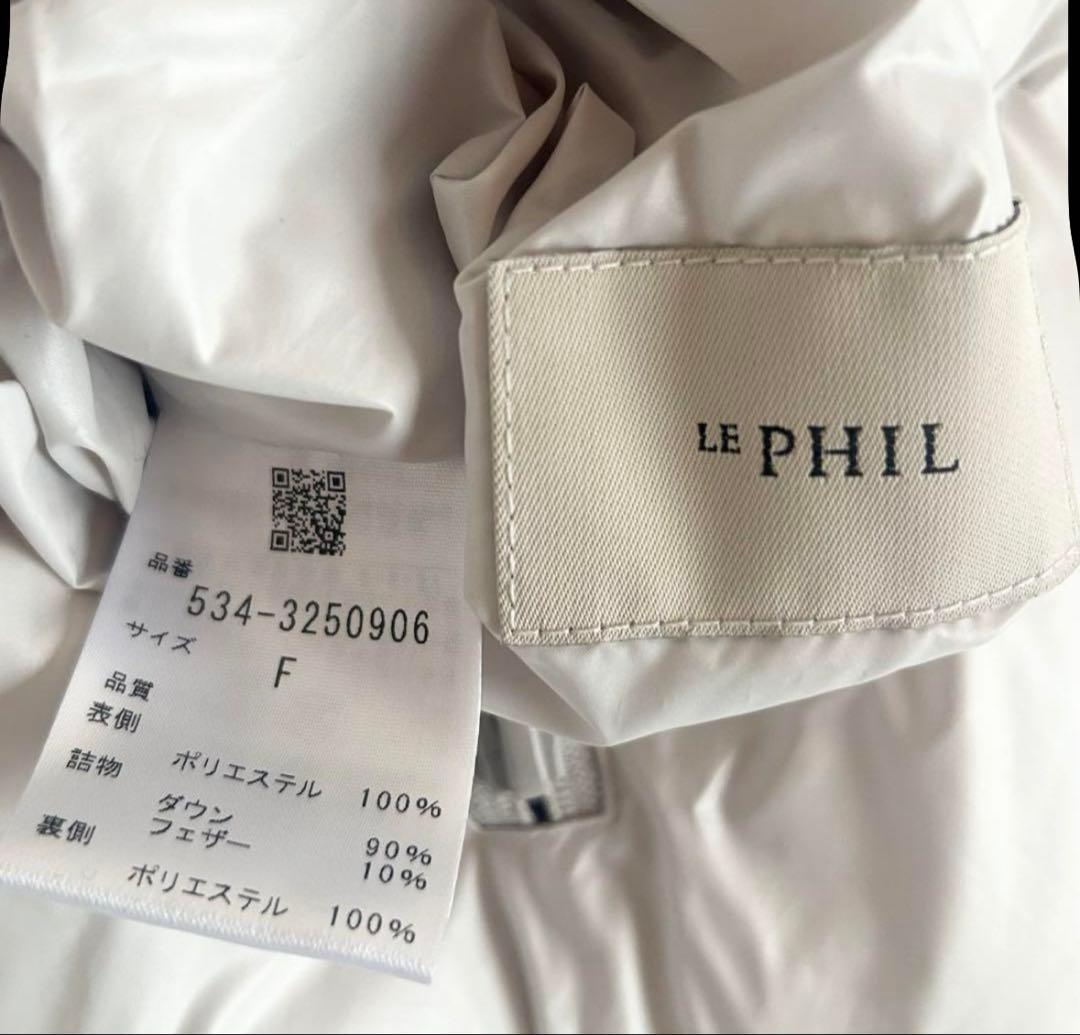 LE PHIL
品番
534-3250906
サイズ
F
品質
表側
ポリエステル 100%
詰物
ダウン 90%
フェザー 10%
裏側
ポリエステル 100%